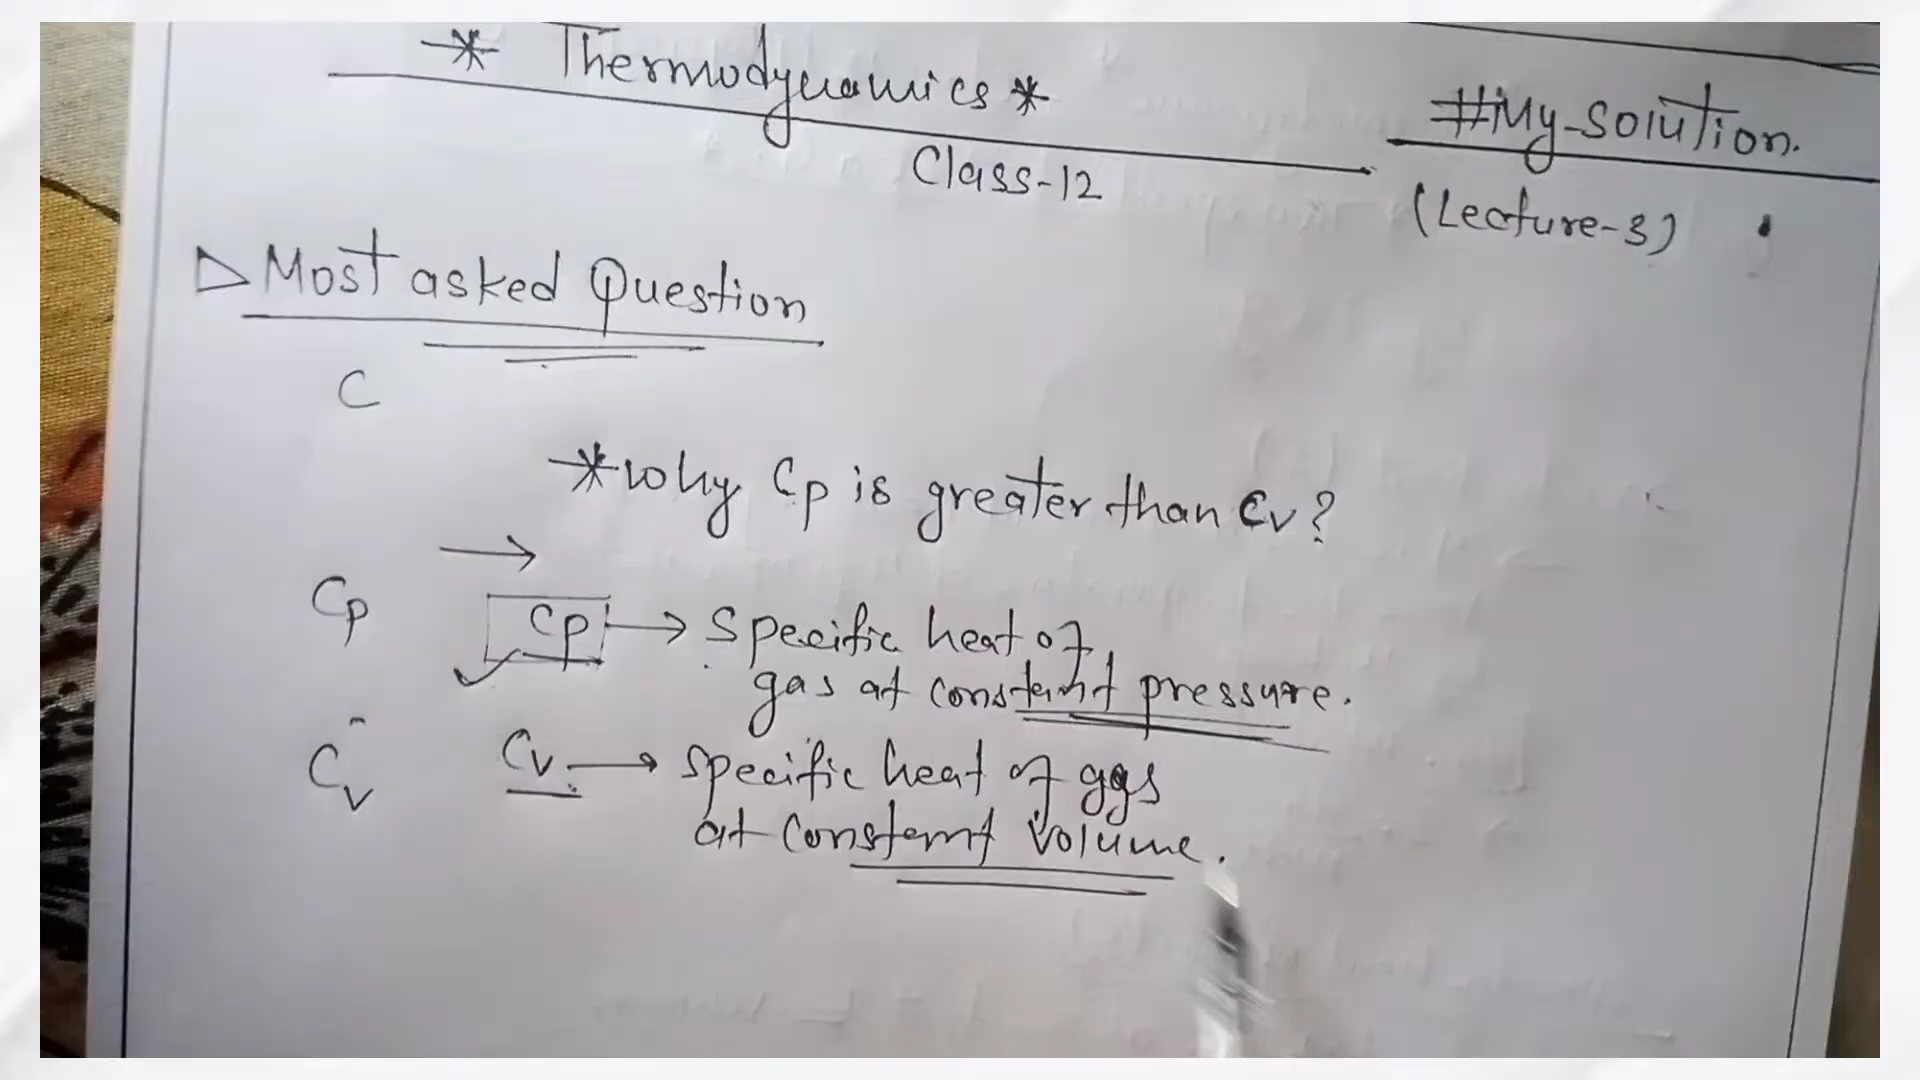 * Thermodynamics *
#My-Solution.
Class-12
(Lecture-3)
▷ Most asked Question
C
* Why Cp is greater than Cv?
→
Cp
Cp → Specific heat of
gas at constant pressure.
Cv
Cv → specific heat of gas
at constant volume.